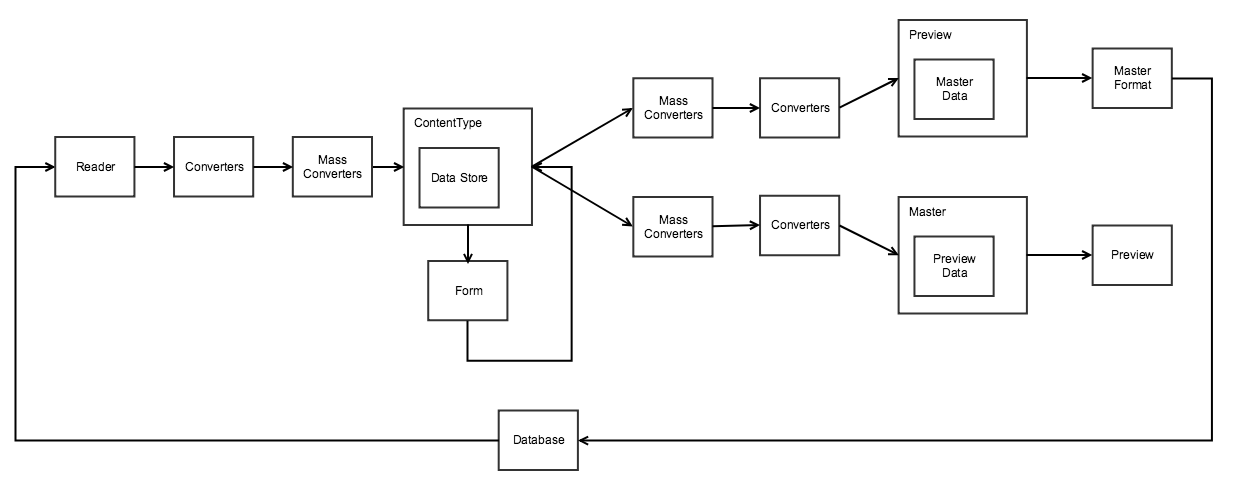 Preview
Master
Data
Master
Format
Mass
Converters
Converters
ContentType
Data Store
Reader
Converters
Mass
Converters
Mass
Converters
Converters
Master
Preview
Data
Preview
Form
Database